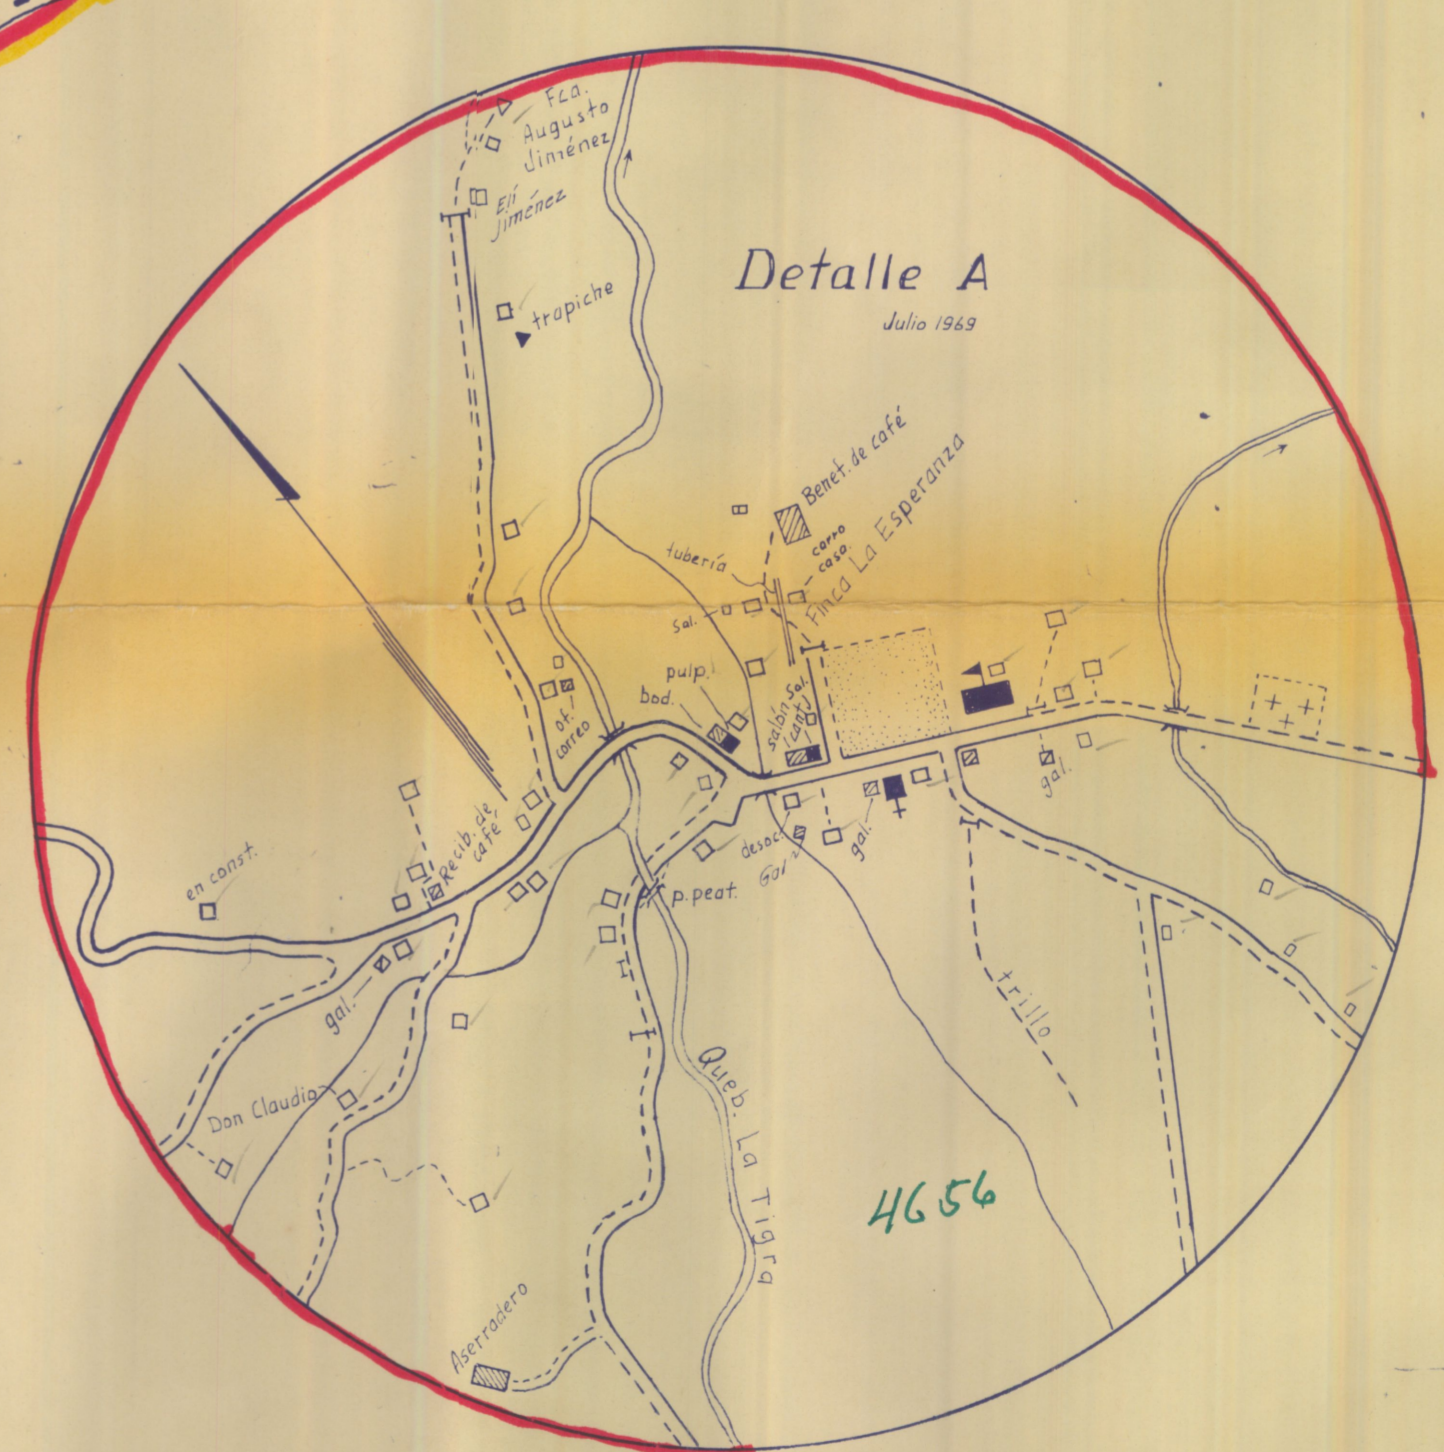 Fca.
Augusto
Jiménez
Elí
Jiménez
trapiche
Detalle A
Julio 1969
Benef. de café
carro
casa
Finca La Esperanza
tubería
Sal.
pulp.
bod.
salón
cant.
Sal.
of.
correo
Recib. de
café
en const.
gal.
Don Claudio
p. peat.
desoc.
Gal
gal.
gal.
trillo
Queb. La Tigra
4656
Aserradero